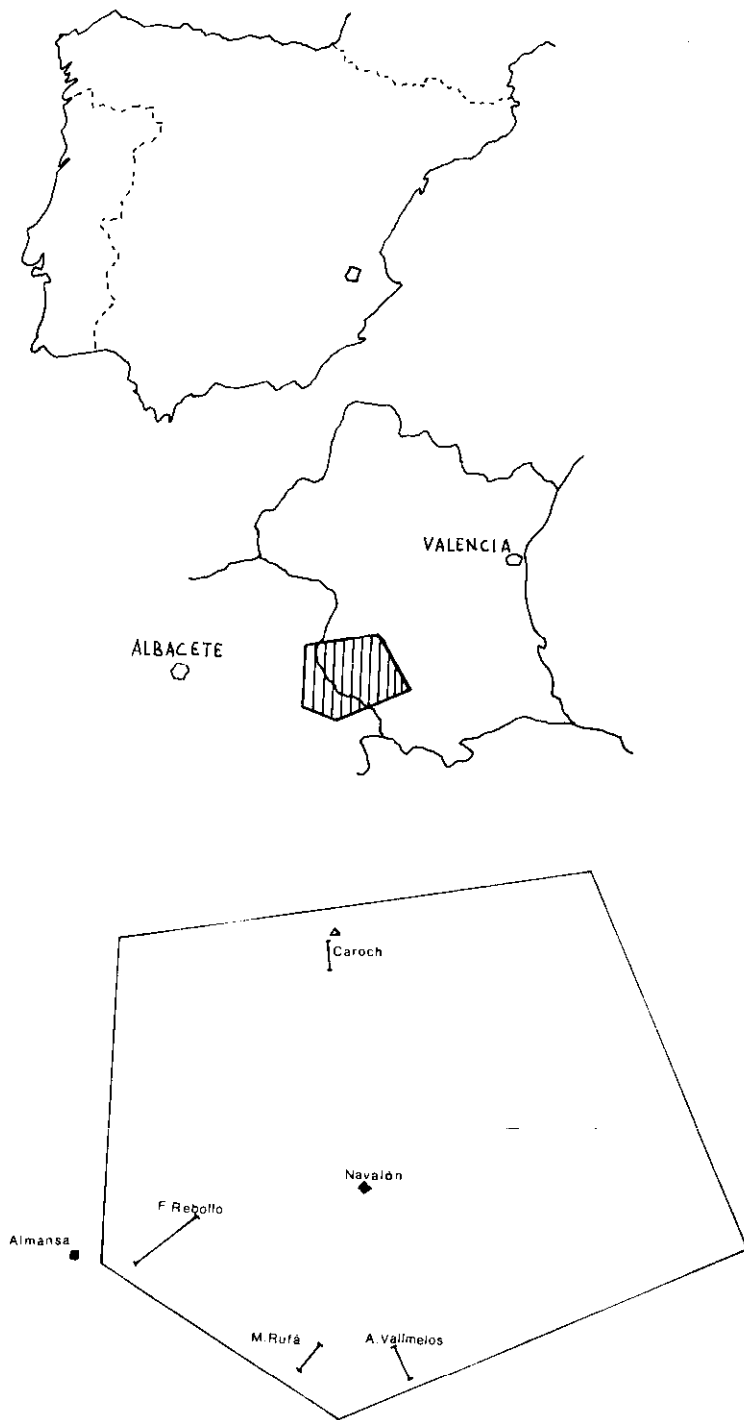 VALENCIA
ALBACETE
Caroch
Navalón
F.Rebollo
Almansa
M.Rufá
A.Vallmelos